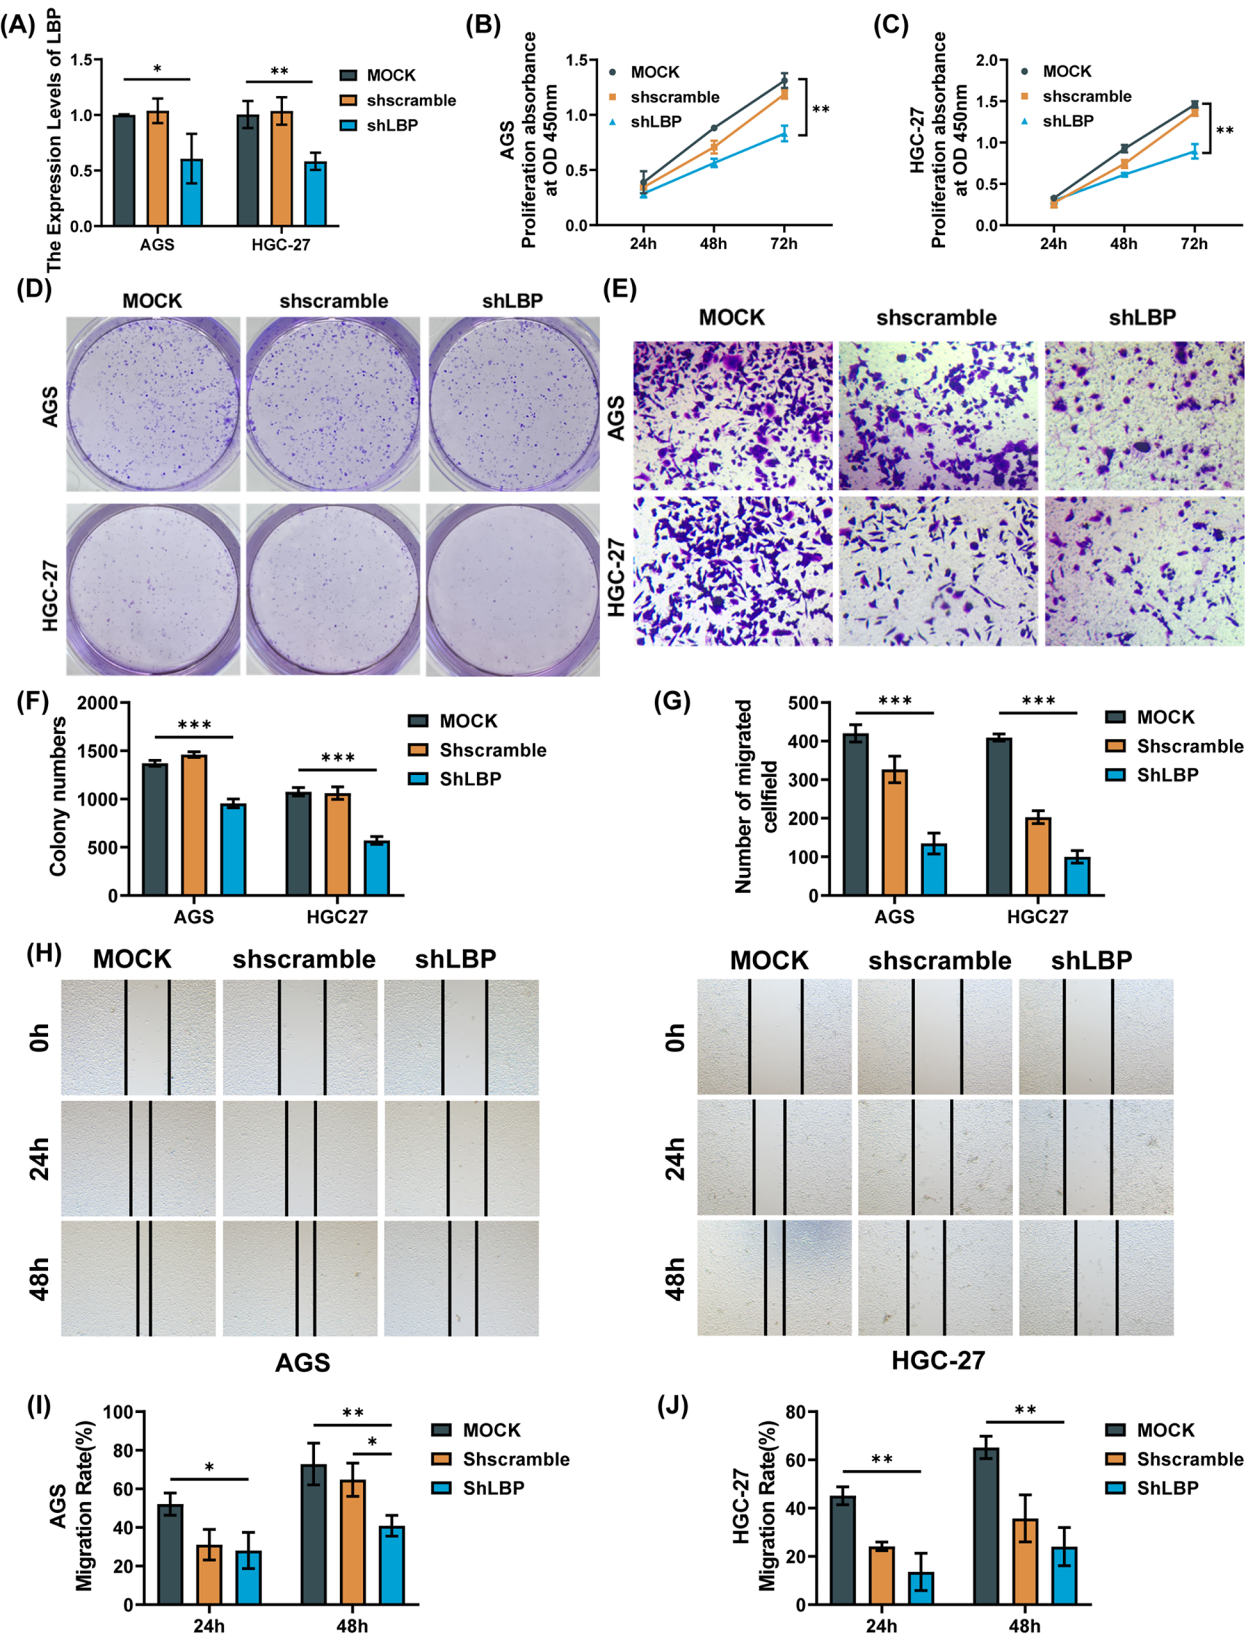 (A)
The Expression Levels of LBP
1.5
1.0
0.5
0.0
*
**
AGS
HGC-27
MOCK
shscramble
shLBP
(B)
AGS
Proliferation absorbance
at OD 450nm
1.5
1.0
0.5
0.0
MOCK
shscramble
shLBP
**
24h
48h
72h
(C)
HGC-27
Proliferation absorbance
at OD 450nm
2.0
1.5
1.0
0.5
0.0
MOCK
shscramble
shLBP
**
24h
48h
72h
(D)
MOCK
shscramble
shLBP
AGS
HGC-27
(E)
MOCK
shscramble
shLBP
AGS
HGC-27
(F)
Colony numbers
2000
1500
1000
500
0
***
***
AGS
HGC27
MOCK
Shscramble
ShLBP
(G)
Number of migrated
cellfield
500
400
300
200
100
0
***
***
AGS
HGC27
MOCK
Shscramble
ShLBP
(H)
MOCK
shscramble
shLBP
0h
24h
48h
AGS
MOCK
shscramble
shLBP
0h
24h
48h
HGC-27
(I)
AGS
Migration Rate(%)
100
80
60
40
20
0
*
**
*
24h
48h
MOCK
Shscramble
ShLBP
(J)
HGC-27
Migration Rate(%)
80
60
40
20
0
**
**
24h
48h
MOCK
Shscramble
ShLBP